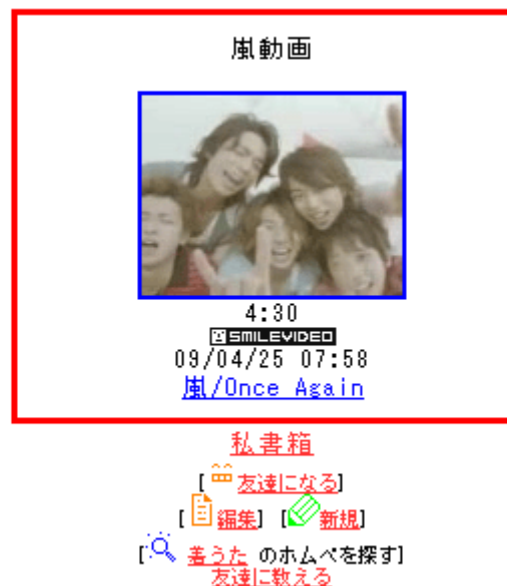 嵐動画
4:30
SMILEVIDEO
09/04/25 07:58
嵐/Once Again
私書箱
[友達になる]
[編集] [新規]
[着うた のホムペを探す]
友達に教える